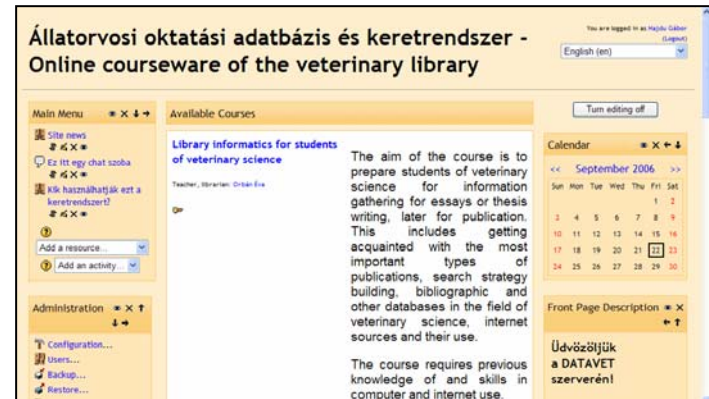 Állatorvosi oktatási adatbázis és keretrendszer -
Online courseware of the veterinary library
You are logged in as Hajdu Gábor
(Logout)
English (en)
Main Menu
Site news
Ez itt egy chat szoba
Kik használhatják ezt a
keretrendszert?
Add a resource...
Add an activity...
Administration
Configuration...
Users...
Backup...
Restore...
Available Courses
Library informatics for students
of veterinary science
Teacher, librarian: Orbán Éva
The aim of the course is to
prepare students of veterinary
science for information
gathering for essays or thesis
writing, later for publication.
This includes getting
acquainted with the most
important types of
publications, search strategy
building, bibliographic and
other databases in the field of
veterinary science, internet
sources and their use.
The course requires previous
knowledge of and skills in
computer and internet use.
Turn editing off
Calendar
<< September 2006 >>
Sun Mon Tue Wed Thu Fri Sat
1 2
3 4 5 6 7 8 9
10 11 12 13 14 15 16
17 18 19 20 21 22 23
24 25 26 27 28 29 30
Front Page Description
Üdvözöljük
a DATAVET
szerverén!